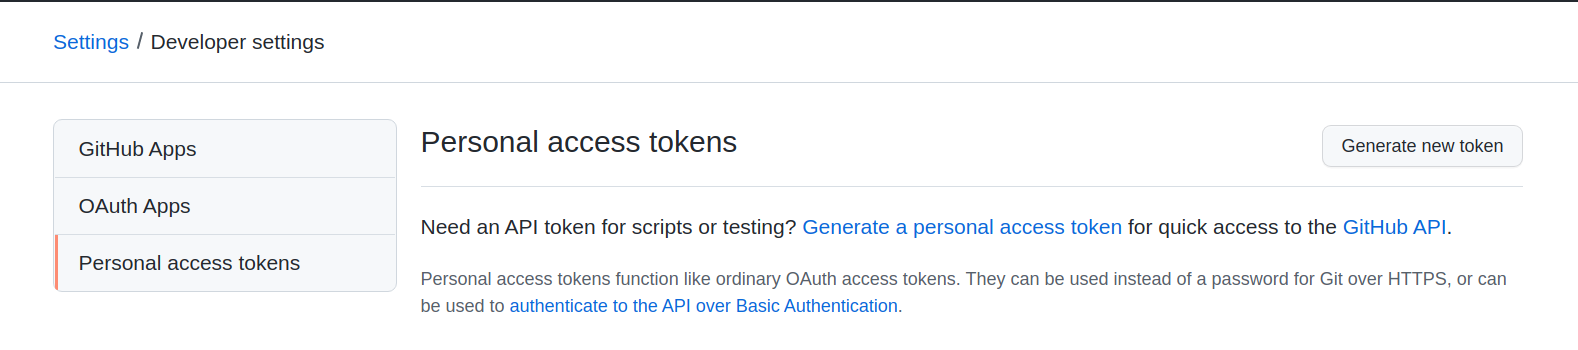 Settings / Developer settings
GitHub Apps
OAuth Apps
Personal access tokens
Personal access tokens
Generate new token
Need an API token for scripts or testing? Generate a personal access token for quick access to the GitHub API.
Personal access tokens function like ordinary OAuth access tokens. They can be used instead of a password for Git over HTTPS, or can
be used to authenticate to the API over Basic Authentication.